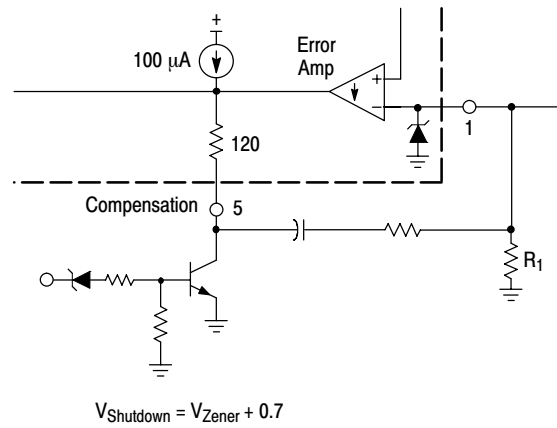 +
100 µA
Error
Amp
+
−
1
120
Compensation
5
R1
VShutdown = VZener + 0.7